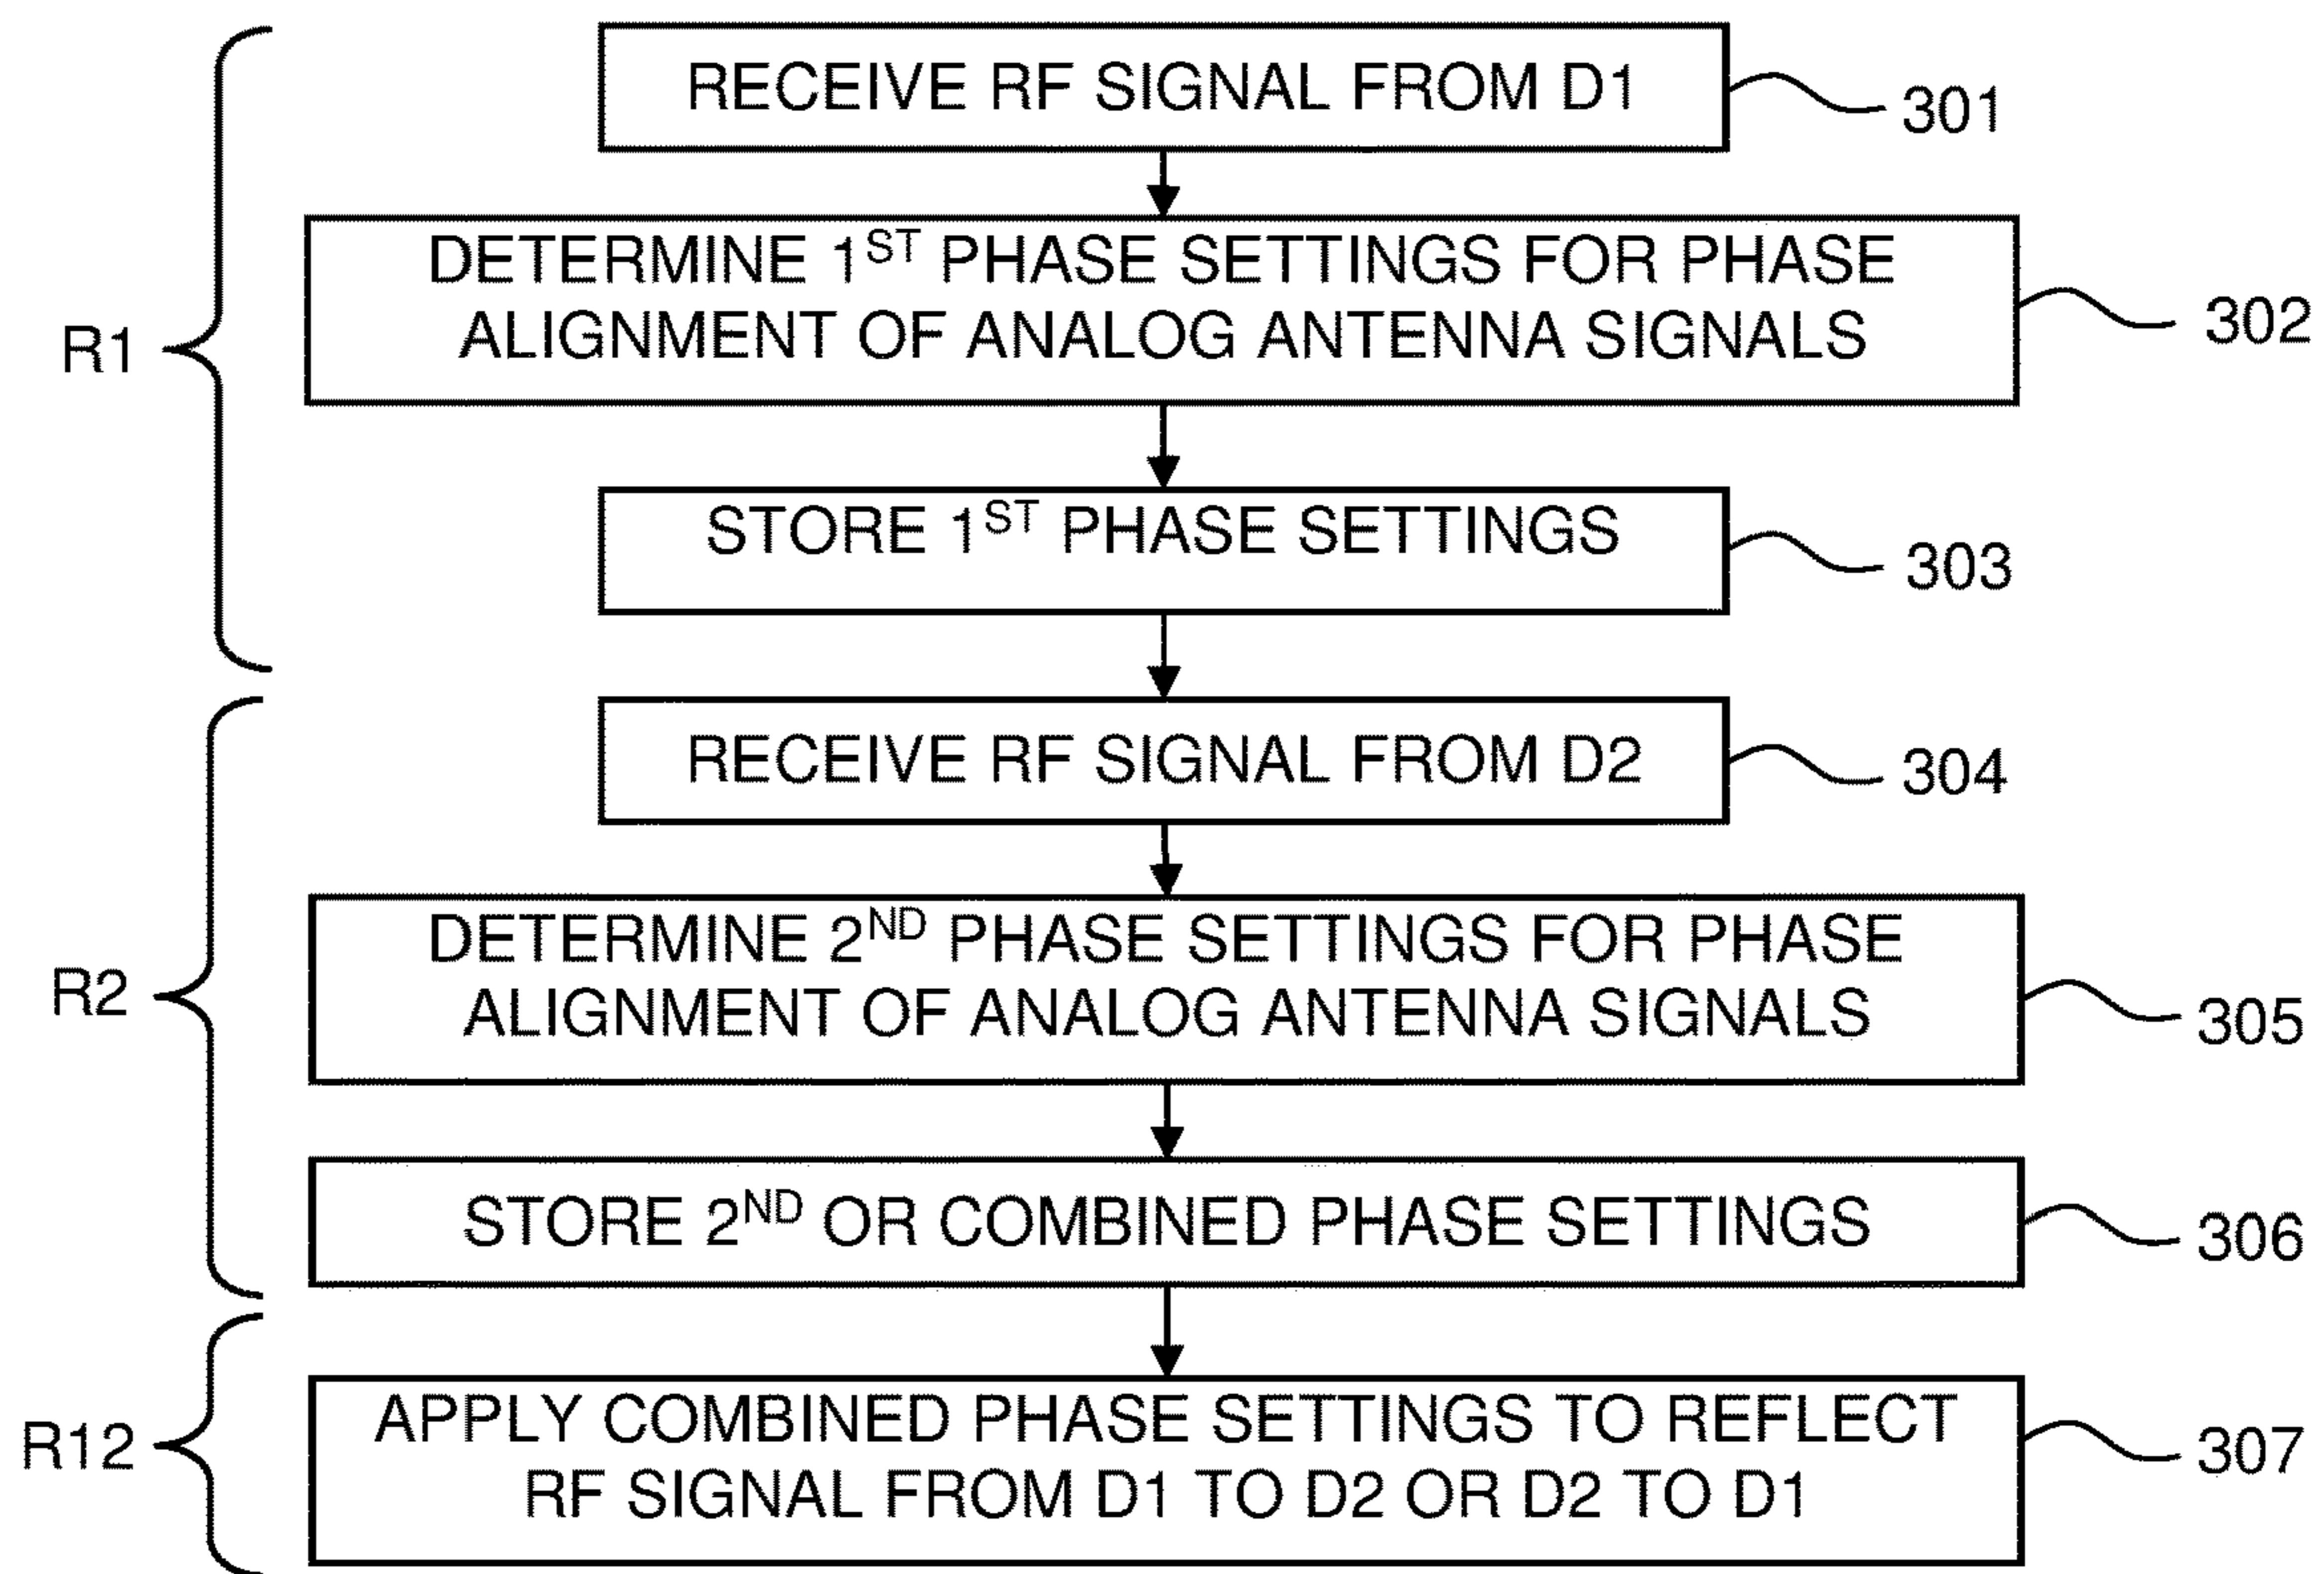 RECEIVE RF SIGNAL FROM D1
301
DETERMINE 1ST PHASE SETTINGS FOR PHASE
ALIGNMENT OF ANALOG ANTENNA SIGNALS
302
R1
STORE 1ST PHASE SETTINGS
303
RECEIVE RF SIGNAL FROM D2
304
DETERMINE 2ND PHASE SETTINGS FOR PHASE
ALIGNMENT OF ANALOG ANTENNA SIGNALS
305
R2
STORE 2ND OR COMBINED PHASE SETTINGS
306
APPLY COMBINED PHASE SETTINGS TO REFLECT
RF SIGNAL FROM D1 TO D2 OR D2 TO D1
307
R12